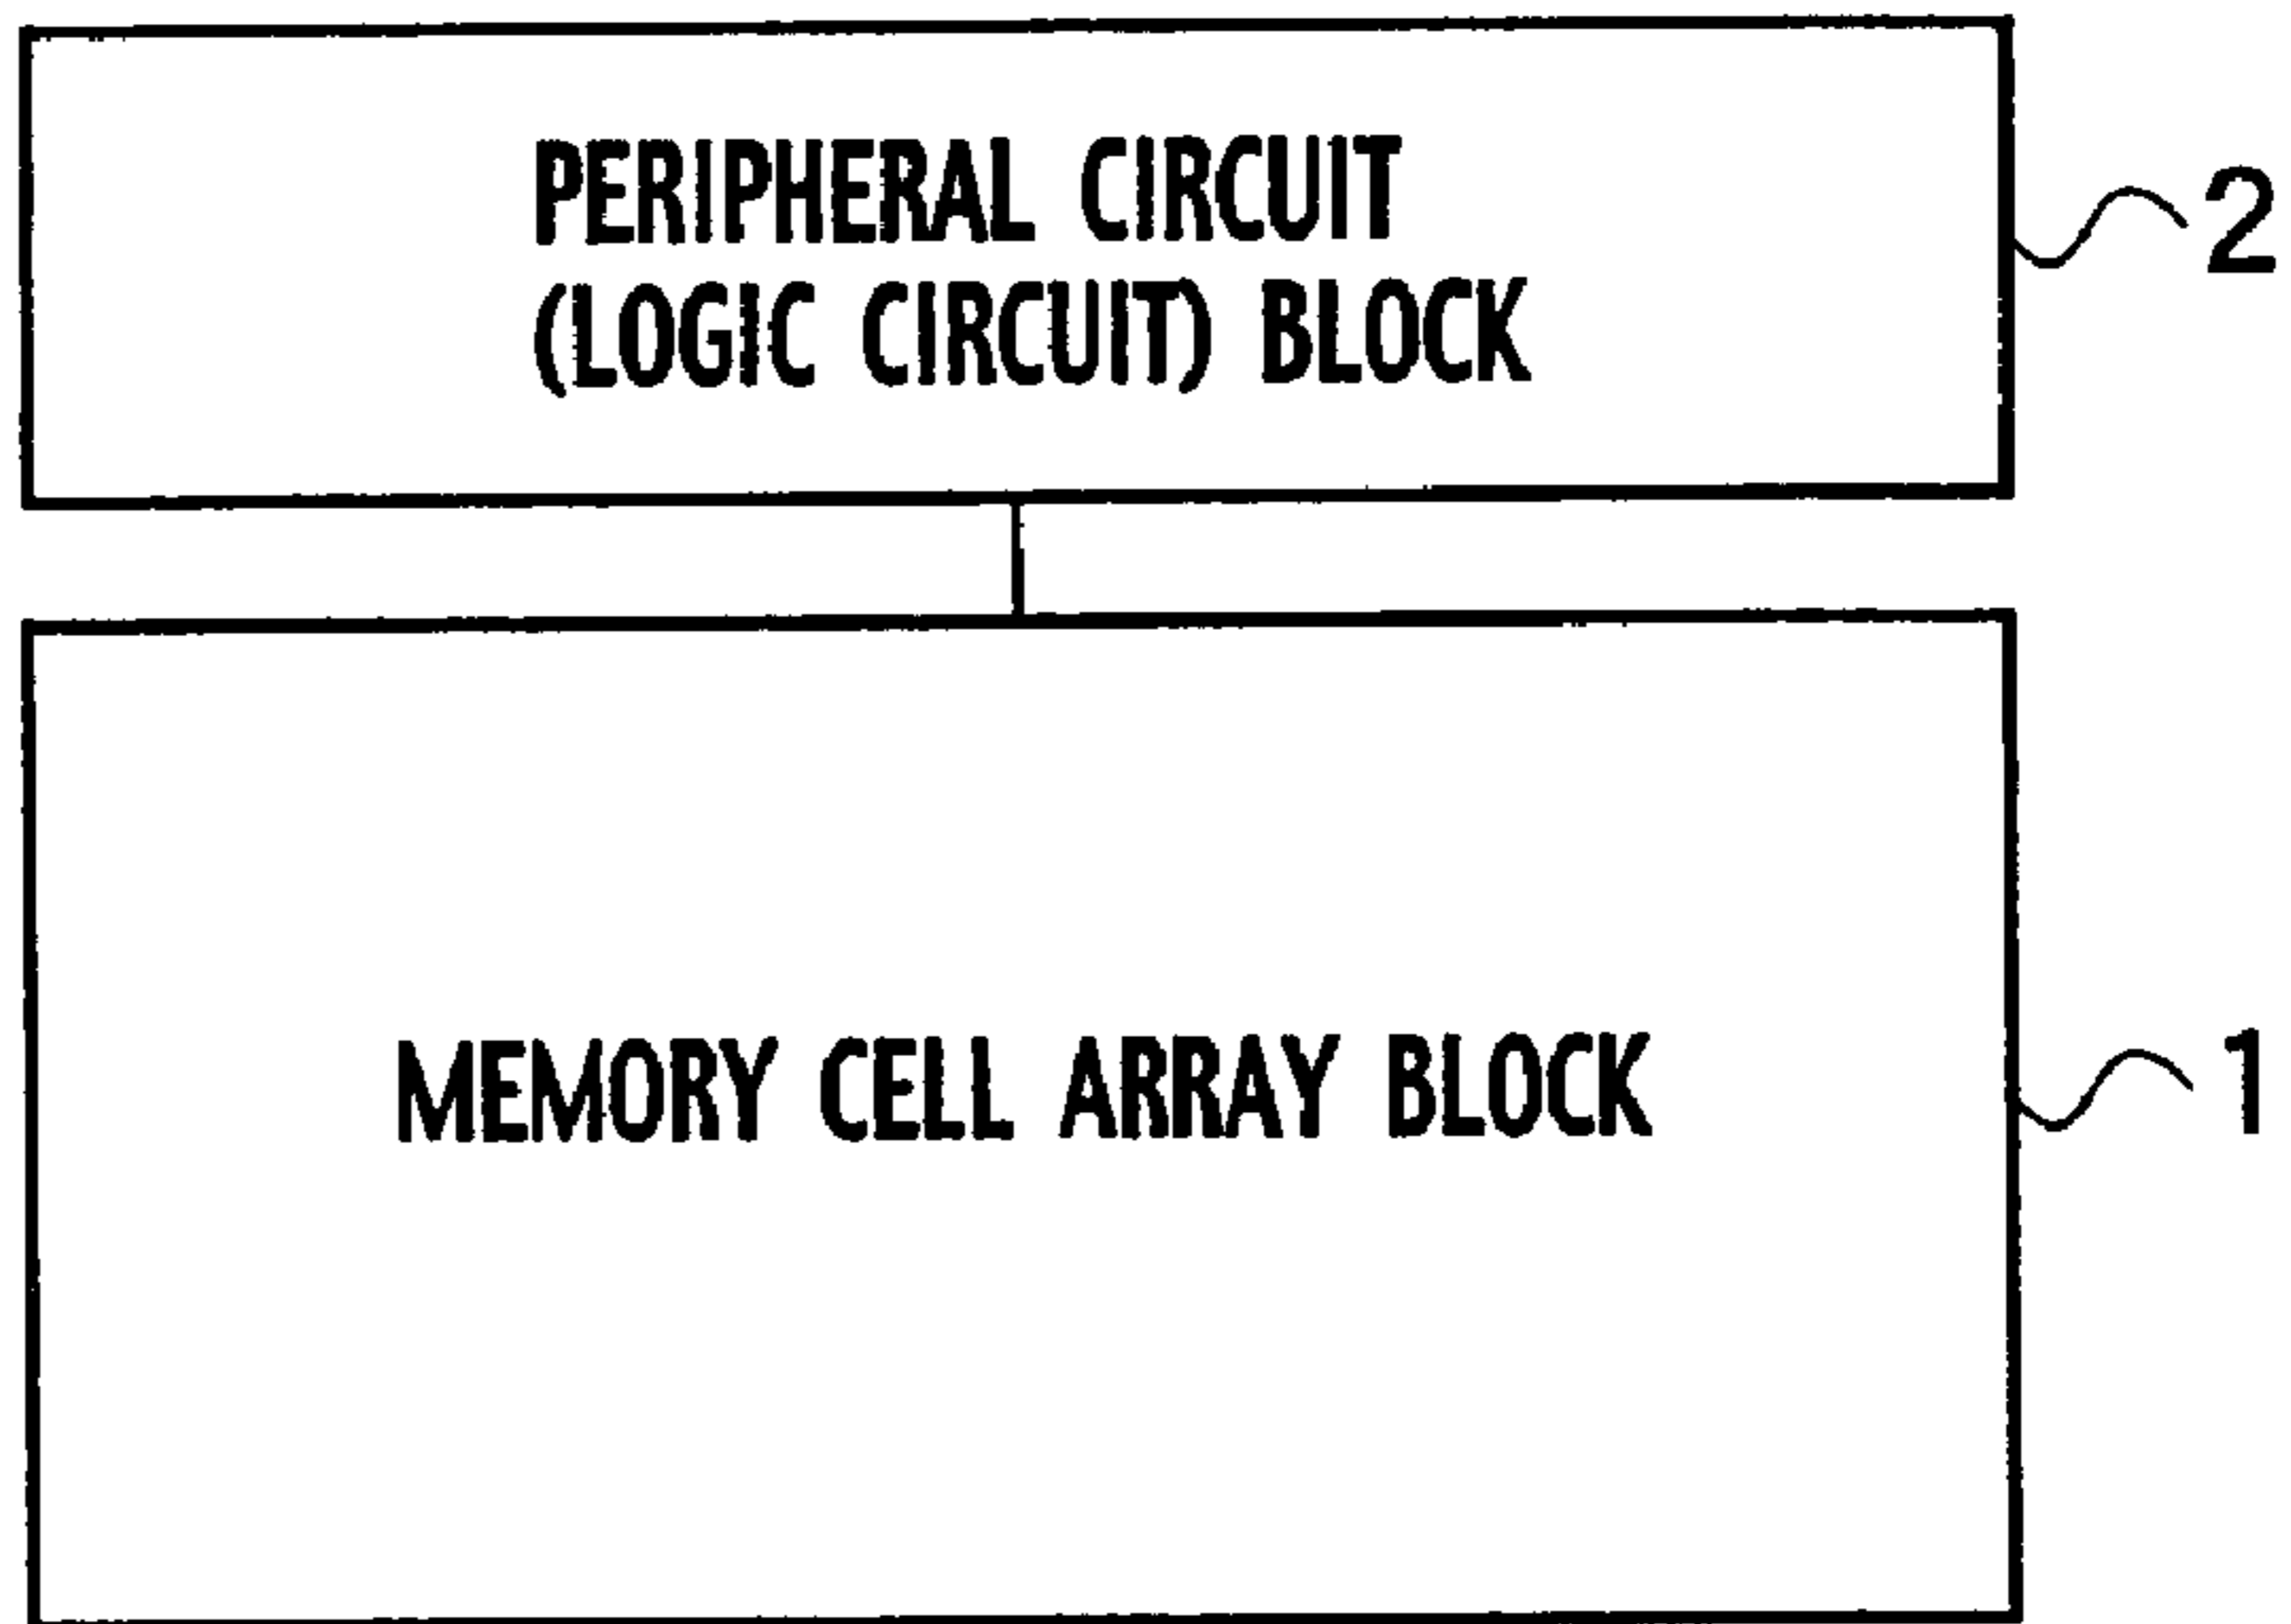 PERIPHERAL CIRCUIT
(LOGIC CIRCUIT) BLOCK
2
MEMORY CELL ARRAY BLOCK
1